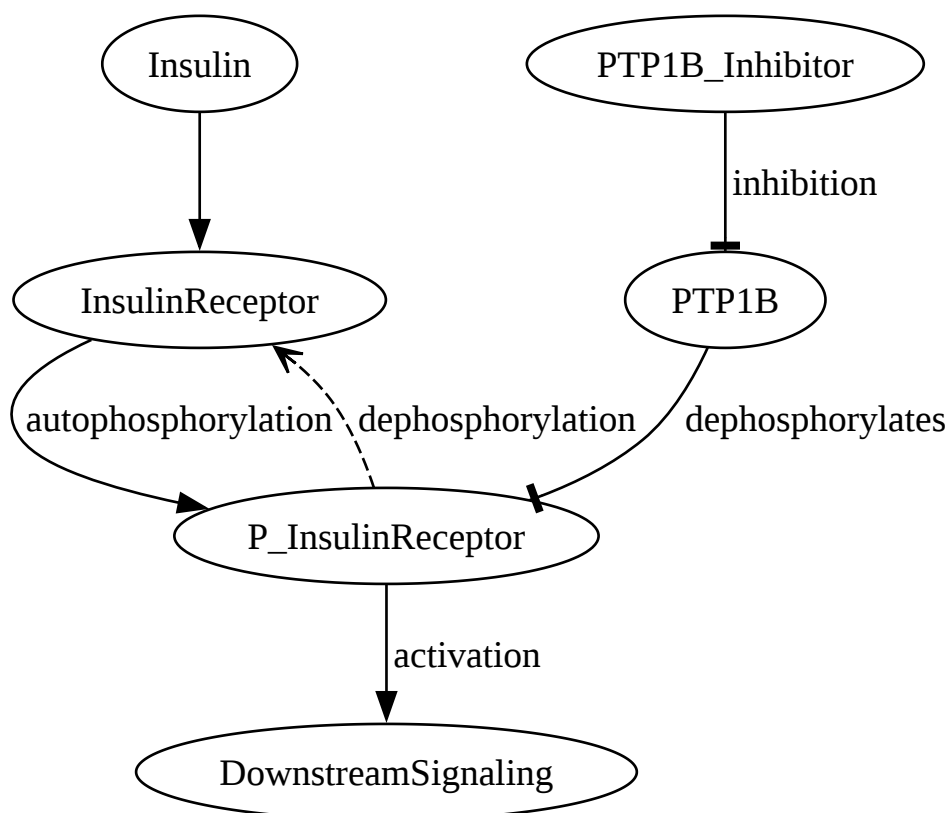 Insulin
PTP1B_Inhibitor
inhibition
InsulinReceptor
PTP1B
autophosphorylation
dephosphorylation
dephosphorylates
P_InsulinReceptor
activation
DownstreamSignaling